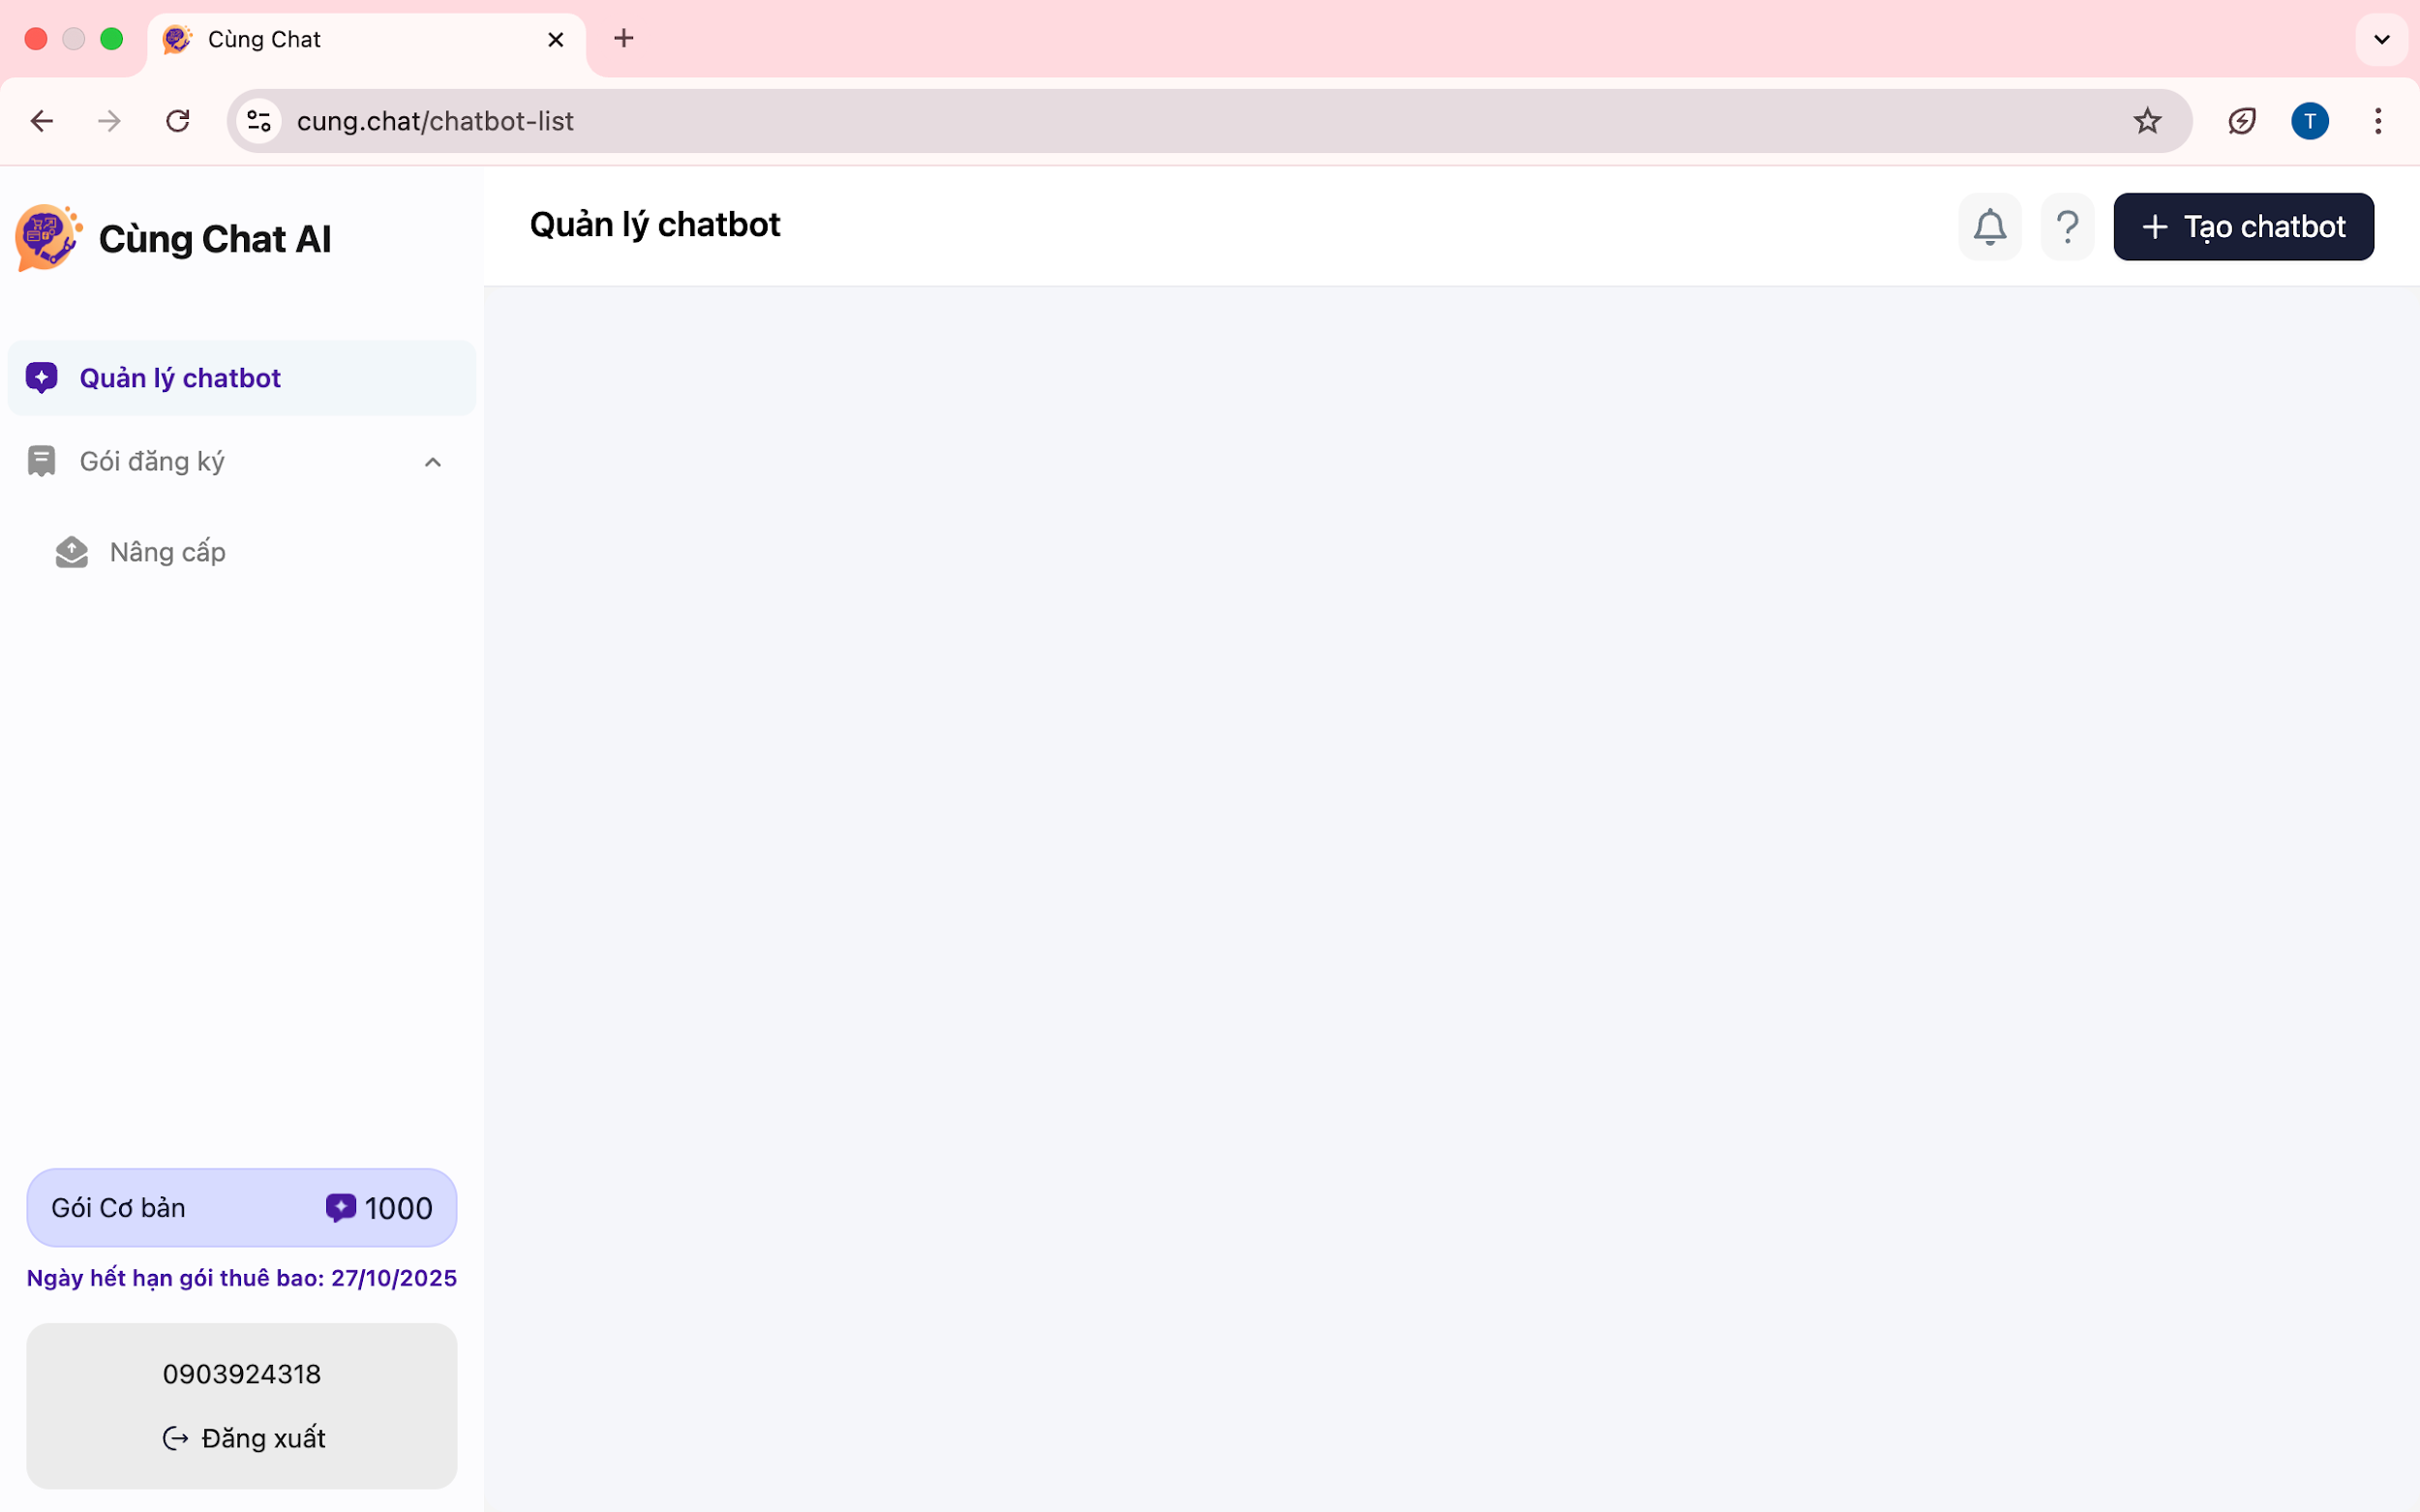 Cùng Chat
cung.chat/chatbot-list
T
Cùng Chat AI
Quản lý chatbot
Tạo chatbot
Quản lý chatbot
Gói đăng ký
Nâng cấp
Gói Cơ bản 1000
Ngày hết hạn gói thuê bao: 27/10/2025
0903924318
Đăng xuất